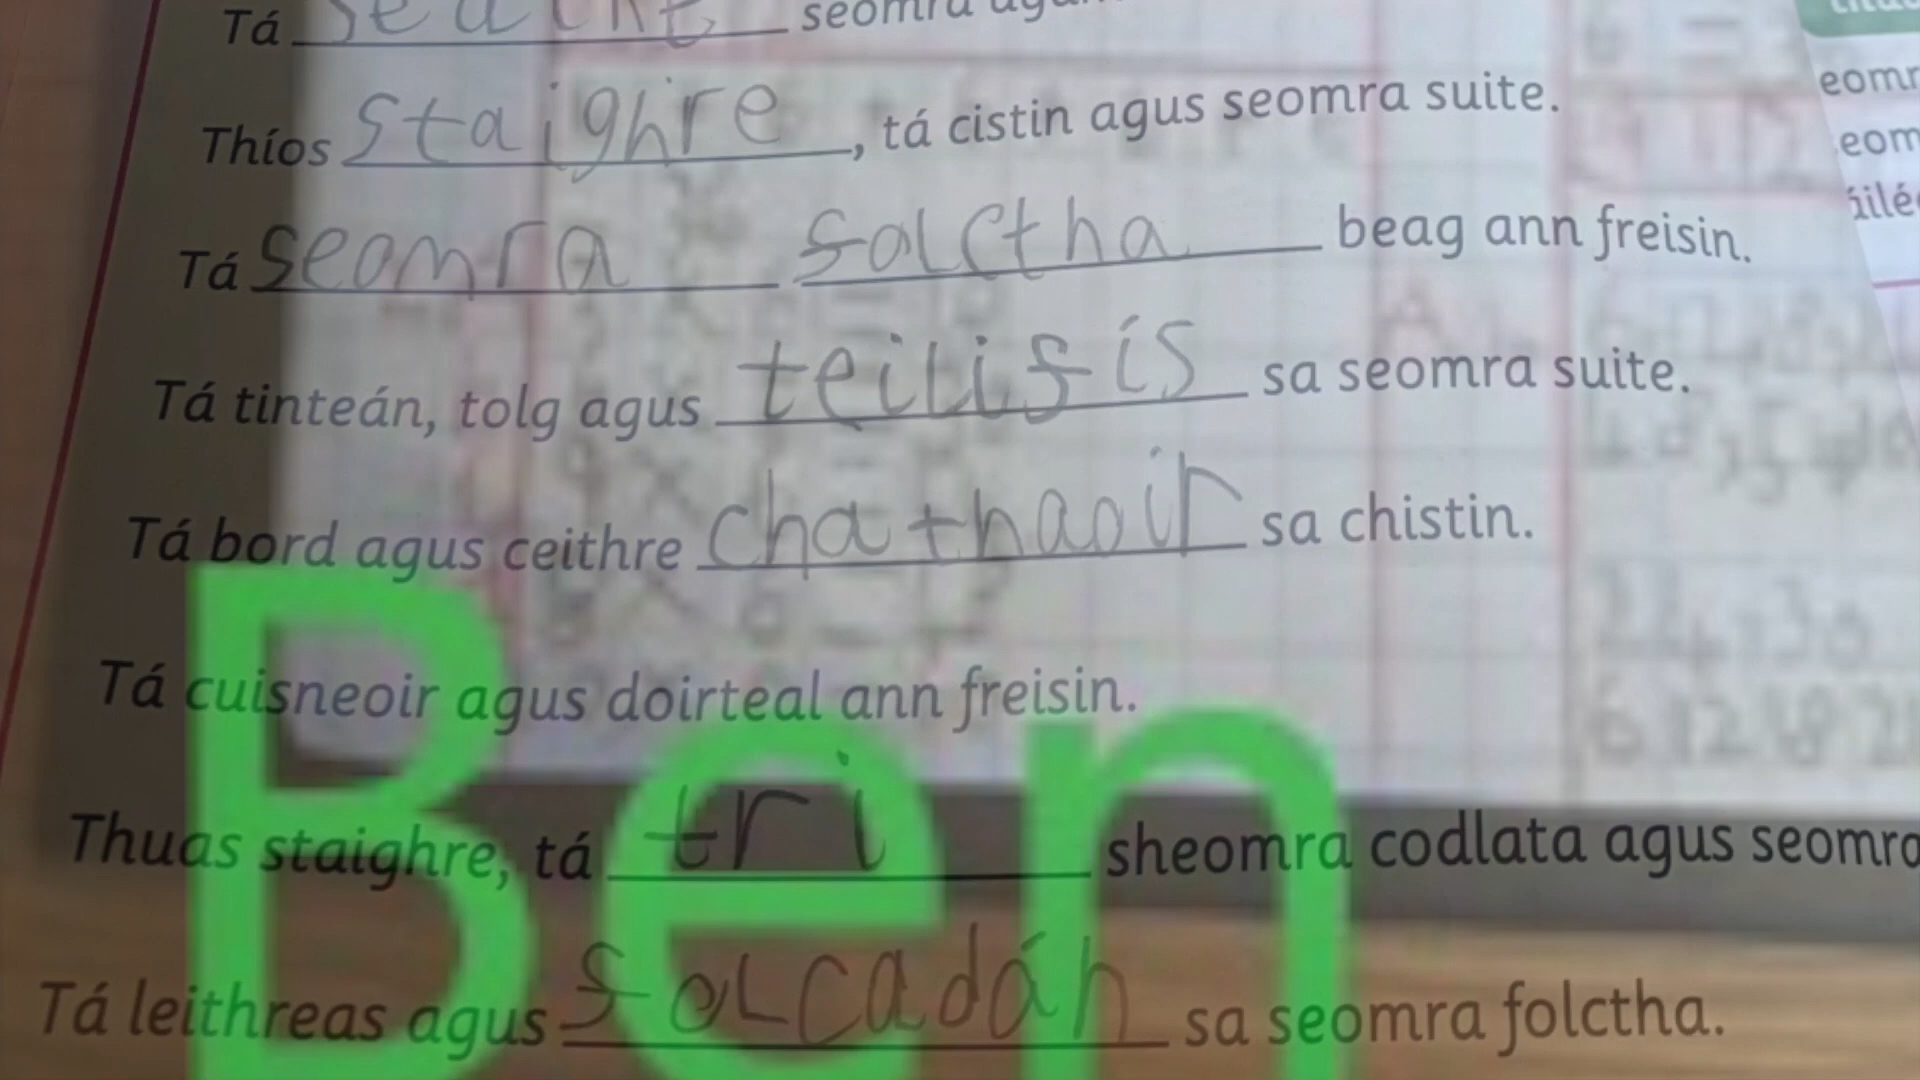 Tá seacht seomra
Thíos staighre, tá cistin agus seomra suite.
Tá seomra folctha beag ann freisin.
Tá tinteán, tolg agus teilifís sa seomra suite.
Tá bord agus ceithre chathaoir sa chistin.
Tá cuisneoir agus doirteal ann freisin.
Thuas staighre, tá tri sheomra codlata agus seomra
Tá leithreas agus folcadán sa seomra folctha.
Ben